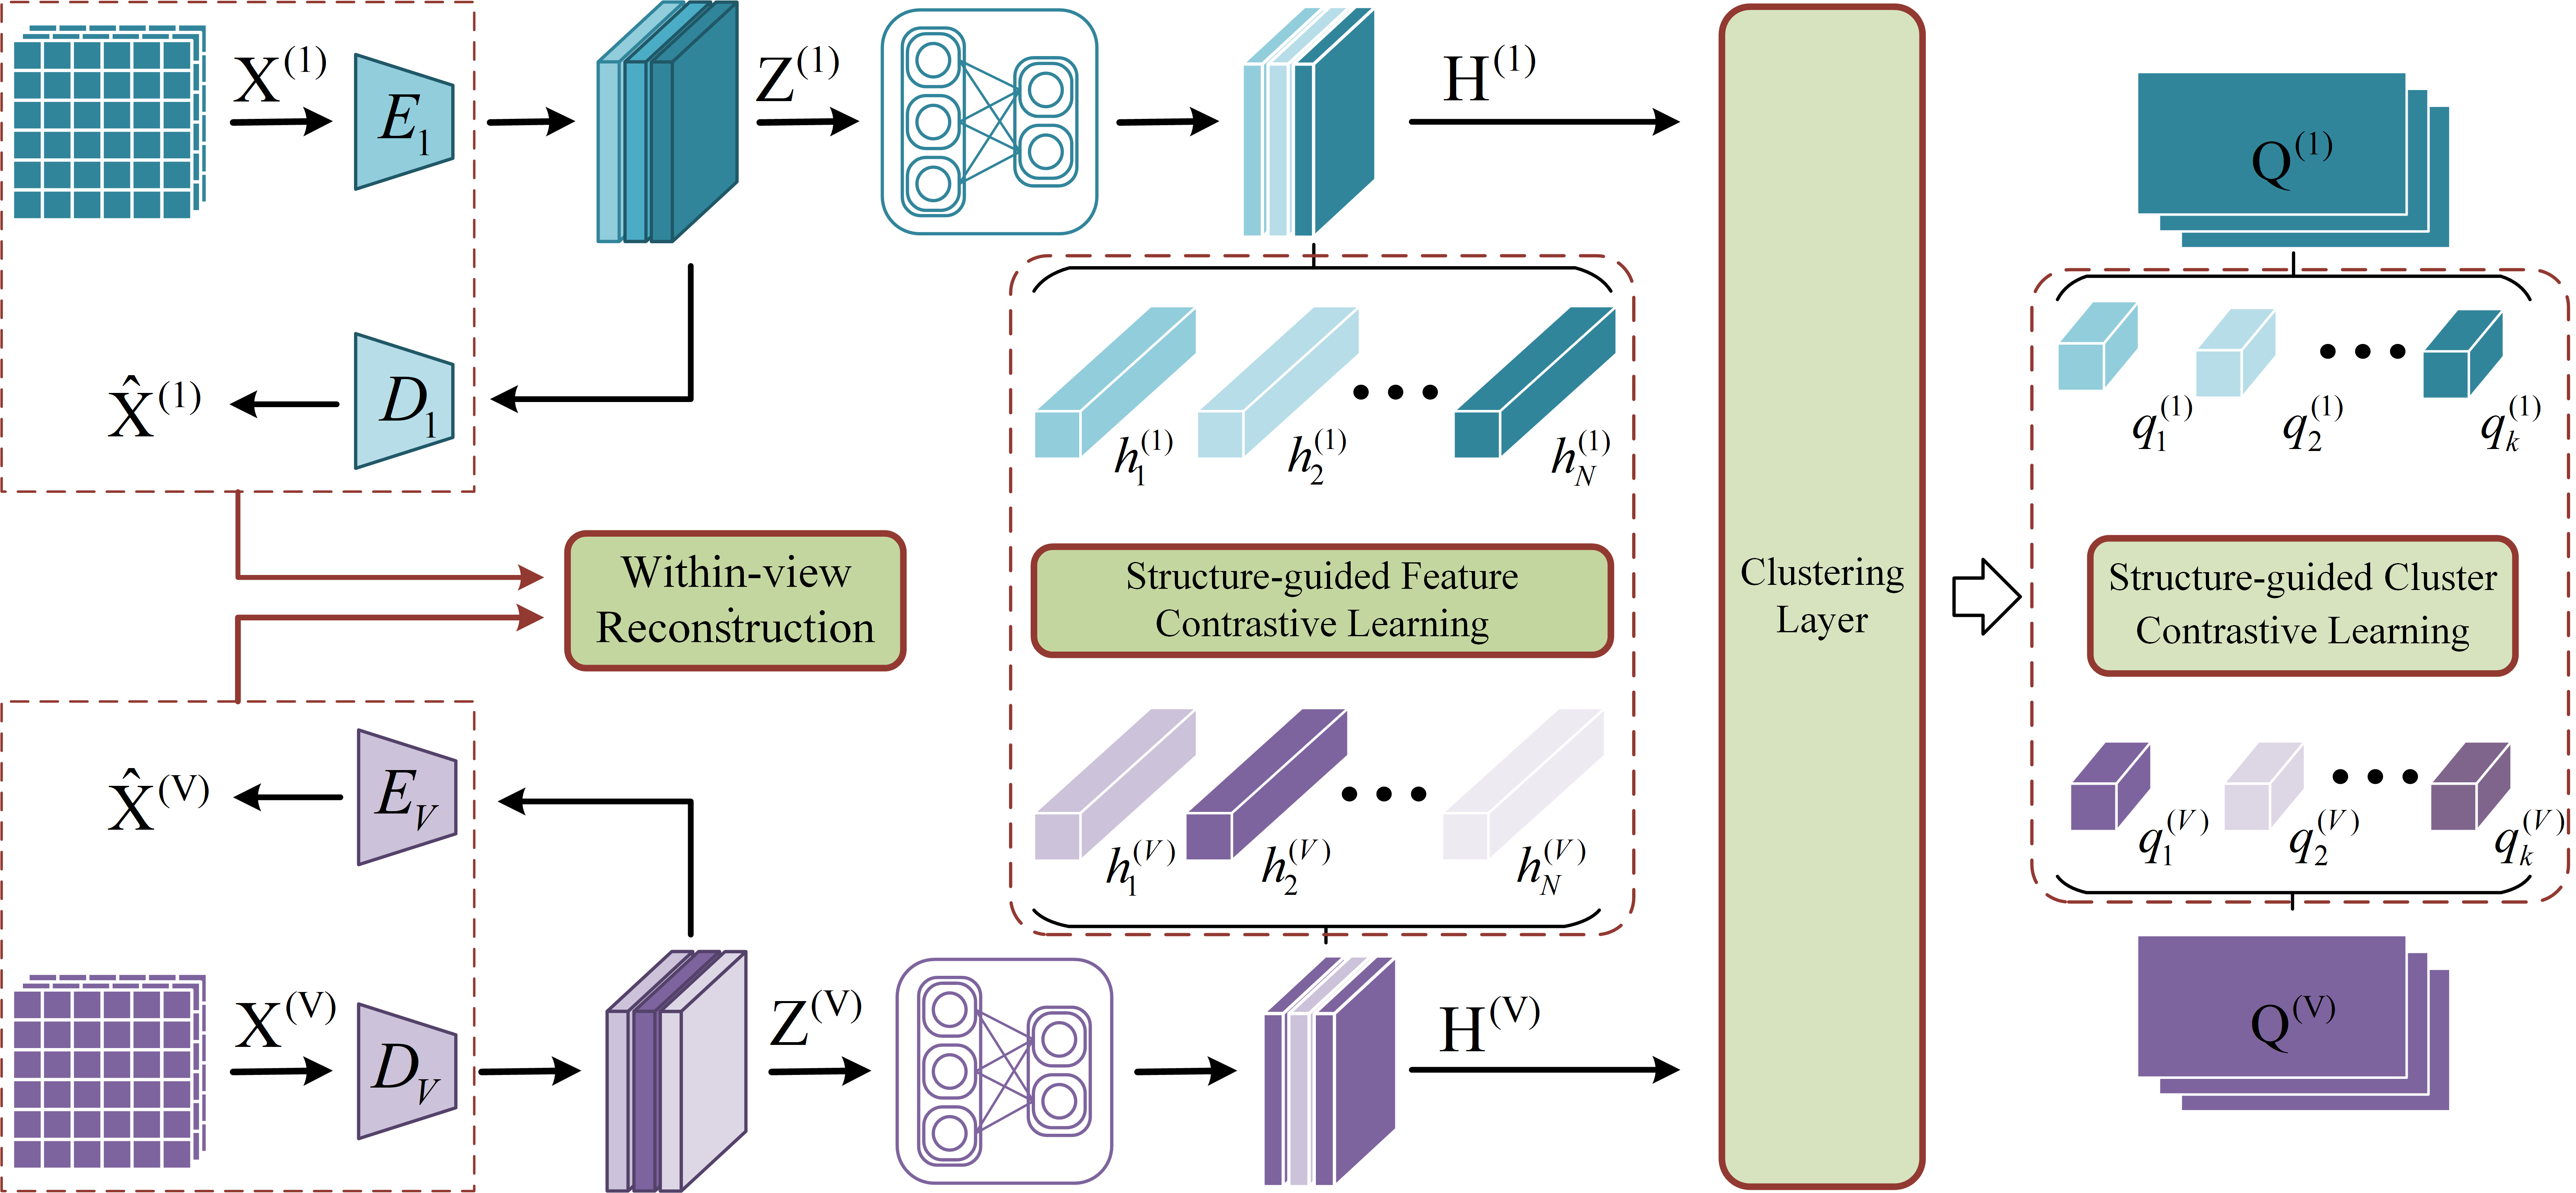 X^(1)
E_1
Z^(1)
H^(1)
Q^(1)
X̂^(1)
D_1
h_1^(1)
h_2^(1)
h_N^(1)
q_1^(1)
q_2^(1)
q_k^(1)
Within-view
Reconstruction
Structure-guided Feature
Contrastive Learning
Clustering
Layer
Structure-guided Cluster
Contrastive Learning
X̂^(V)
E_V
h_1^(V)
h_2^(V)
h_N^(V)
q_1^(V)
q_2^(V)
q_k^(V)
X^(V)
D_V
Z^(V)
H^(V)
Q^(V)